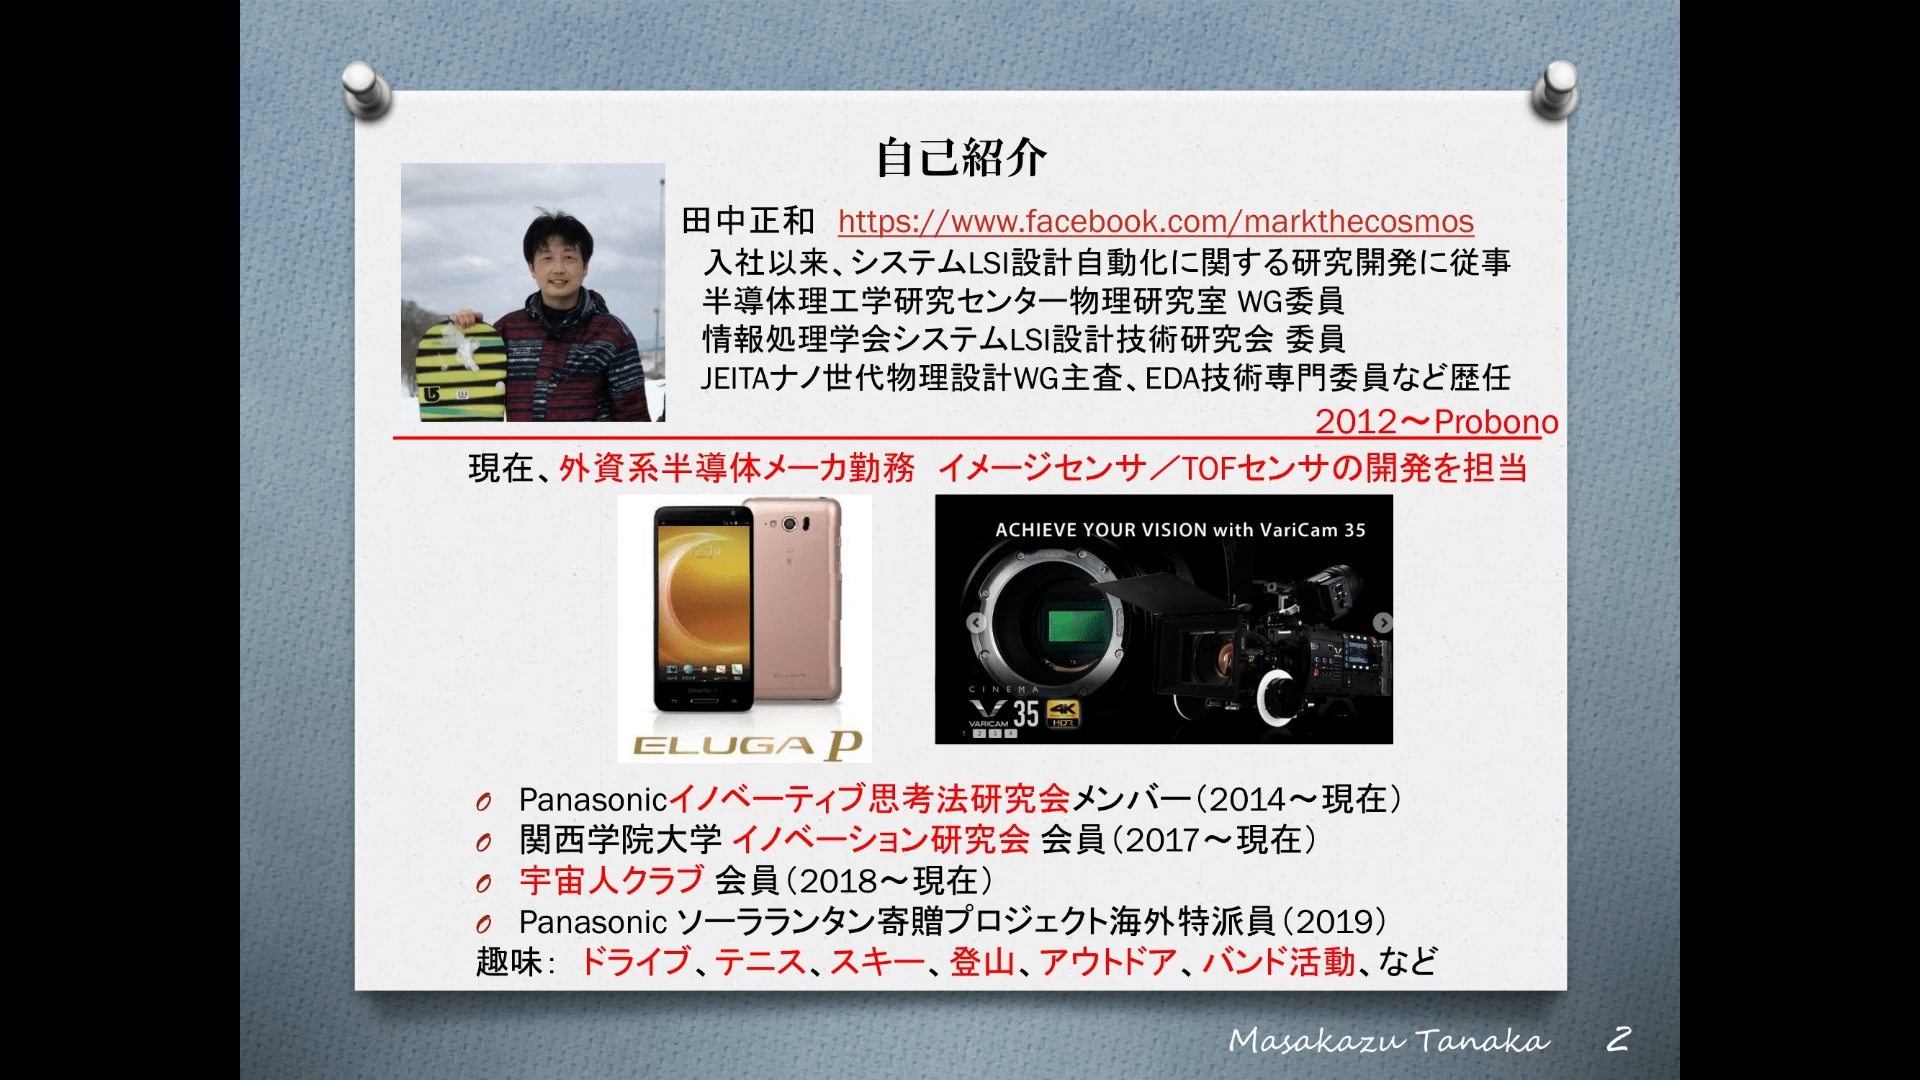 自己紹介
田中正和 https://www.facebook.com/markthecosmos
入社以来、システムLSI設計自動化に関する研究開発に従事
半導体理工学研究センター物理研究室 WG委員
情報処理学会システムLSI設計技術研究会 委員
JEITAナノ世代物理設計WG主査、EDA技術専門委員など歴任
2012～Probono
現在、外資系半導体メーカ勤務 イメージセンサ／TOFセンサの開発を担当
ELUGA P
ACHIEVE YOUR VISION with VariCam 35
CINEMA
VARICAM 35 4K HDR
1 2 3 4
Panasonicイノベーティブ思考法研究会メンバー（2014～現在）
関西学院大学 イノベーション研究会 会員（2017～現在）
宇宙人クラブ 会員（2018～現在）
Panasonic ソーラランタン寄贈プロジェクト海外特派員（2019）
趣味： ドライブ、テニス、スキー、登山、アウトドア、バンド活動、など
Masakazu Tanaka 2